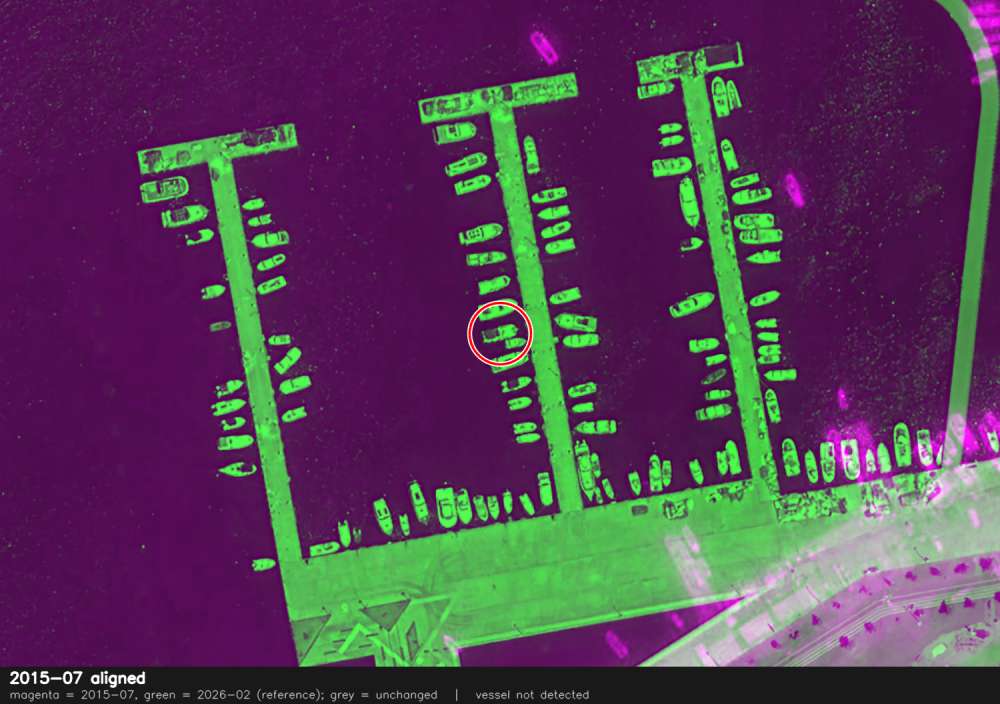 2015-07 aligned
magenta = 2015-07, green = 2026-02 (reference); grey = unchanged | vessel not detected